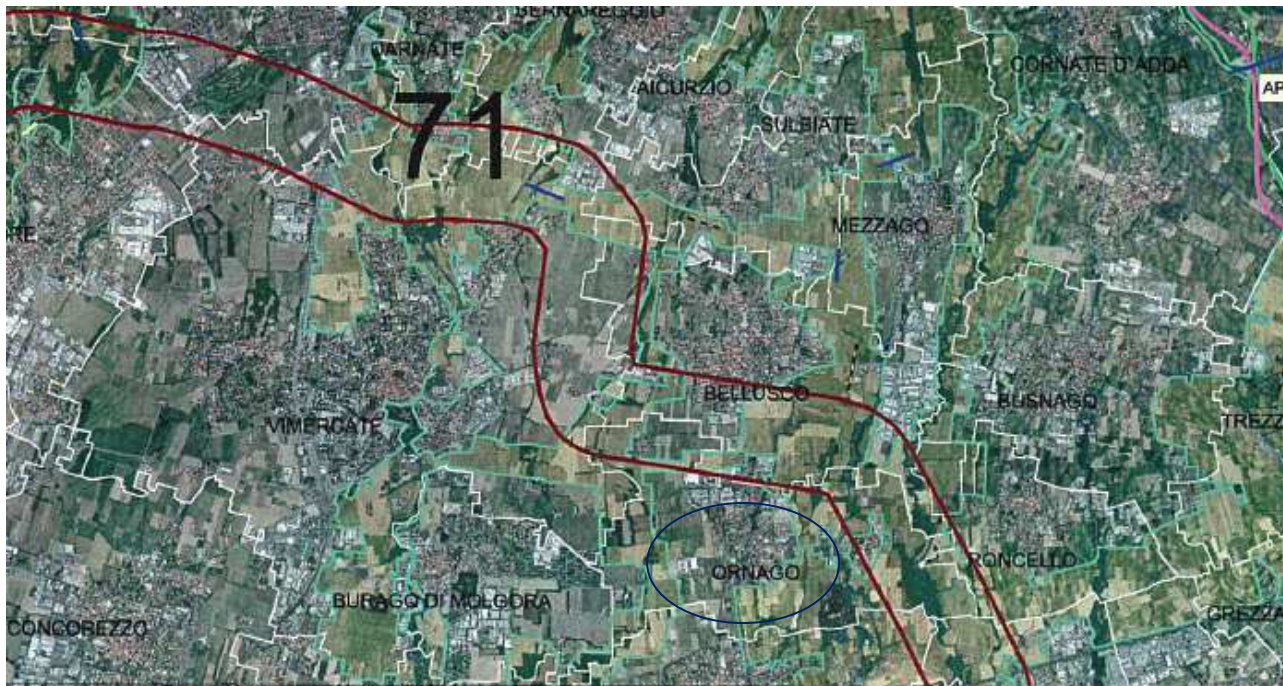 BERNAREGGIO
CARNATE
CORNATE D'ADDA
AICURZIO
AP
71
SULBIATE
MEZZAGO
RE
BELLUSCO
BUSNAGO
VIMERCATE
TREZZ
RONCELLO
ORNAGO
BURAGO DI MOLGORA
GREZZA
CONCOREZZO